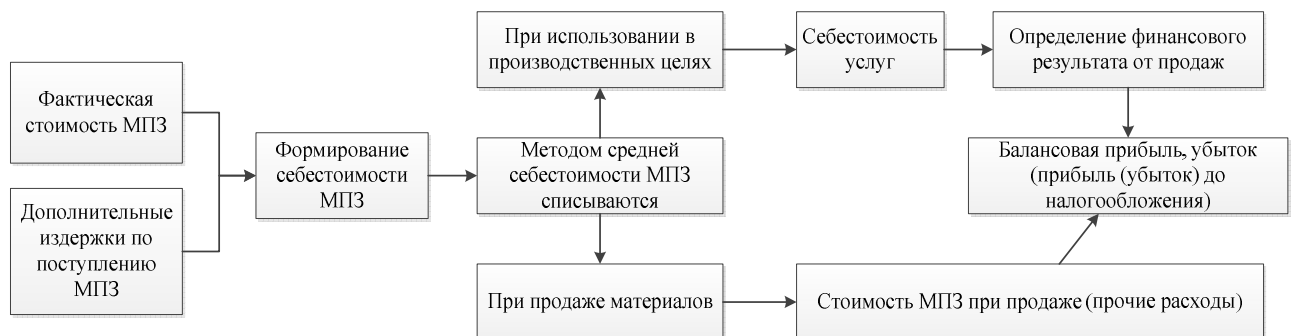 Фактическая
стоимость МПЗ
Дополнительные
издержки по
поступлению
МПЗ
Формирование
себестоимости
МПЗ
Методом средней
себестоимости МПЗ
списываются
При использовании в
производственных целях
Себестоимость
услуг
Определение финансового
результата от продаж
Балансовая прибыль, убыток
(прибыль (убыток) до
налогообложения)
При продаже материалов
Стоимость МПЗ при продаже (прочие расходы)